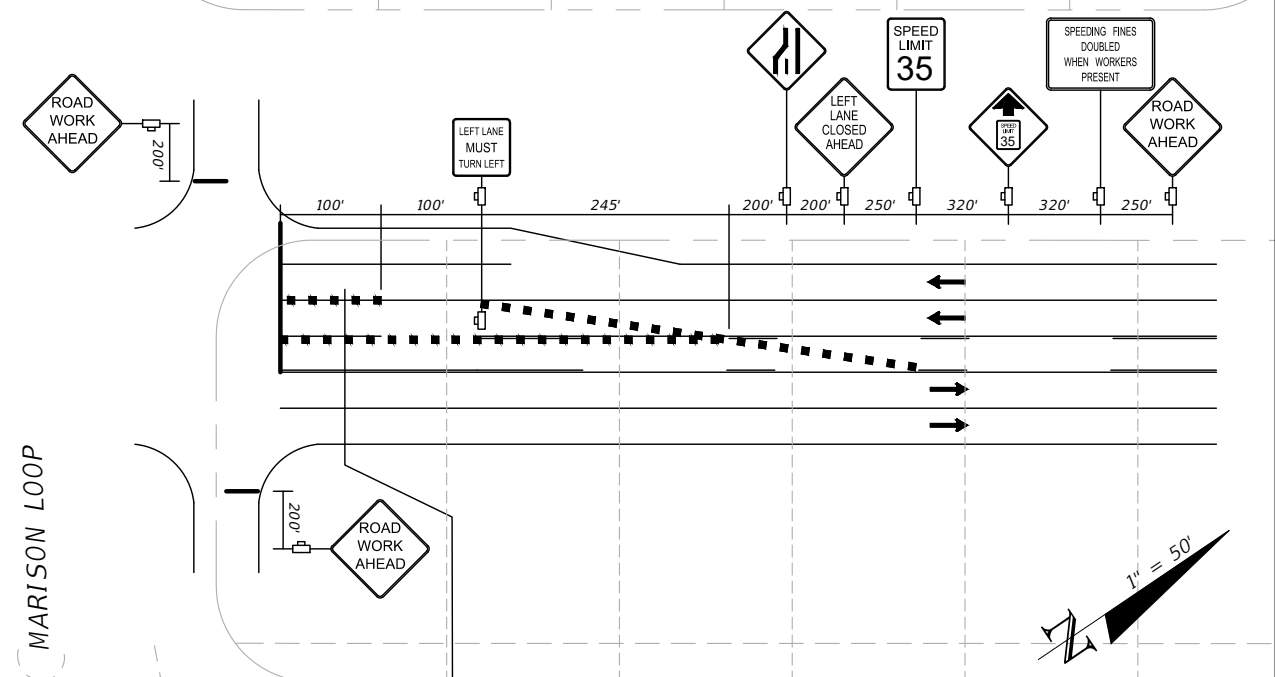 SPEED
LIMIT
35
SPEEDING FINES
DOUBLED
WHEN WORKERS
PRESENT
ROAD
WORK
AHEAD
200'
LEFT LANE
MUST
TURN LEFT
LEFT
LANE
CLOSED
AHEAD
SPEED
LIMIT
35
ROAD
WORK
AHEAD
100'
100'
245'
200'
200'
250'
320'
320'
250'
MARISON LOOP
200'
ROAD
WORK
AHEAD
1" = 50'
N